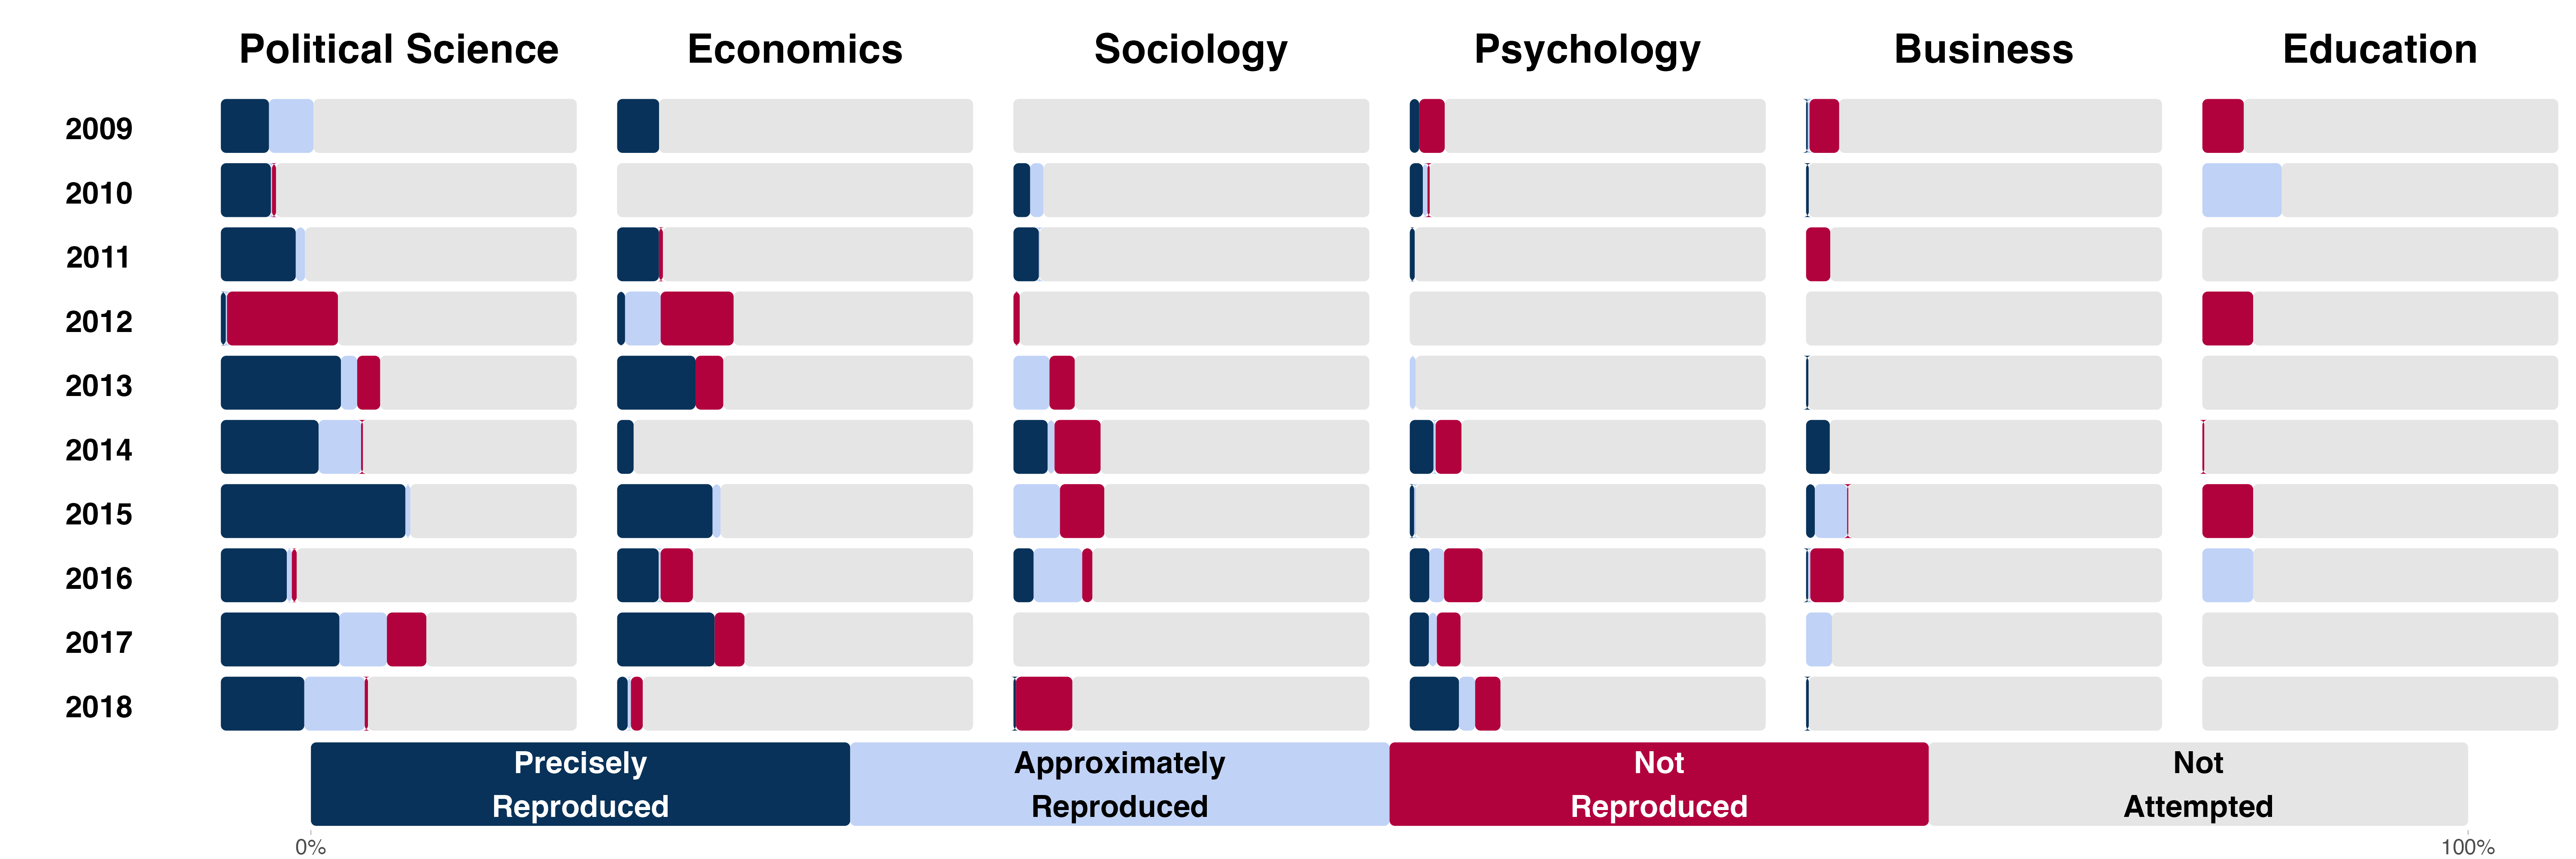 Political Science Economics Sociology Psychology Business Education
2009
2010
2011
2012
2013
2014
2015
2016
2017
2018
Precisely Reproduced
Approximately Reproduced
Not Reproduced
Not Attempted
0% 100%